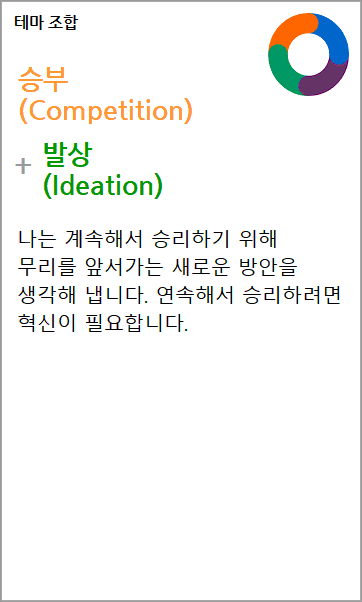 테마 조합
승부
(Competition)
+ 발상
(Ideation)
나는 계속해서 승리하기 위해
무리를 앞서가는 새로운 방안을
생각해 냅니다. 연속해서 승리하려면
혁신이 필요합니다.